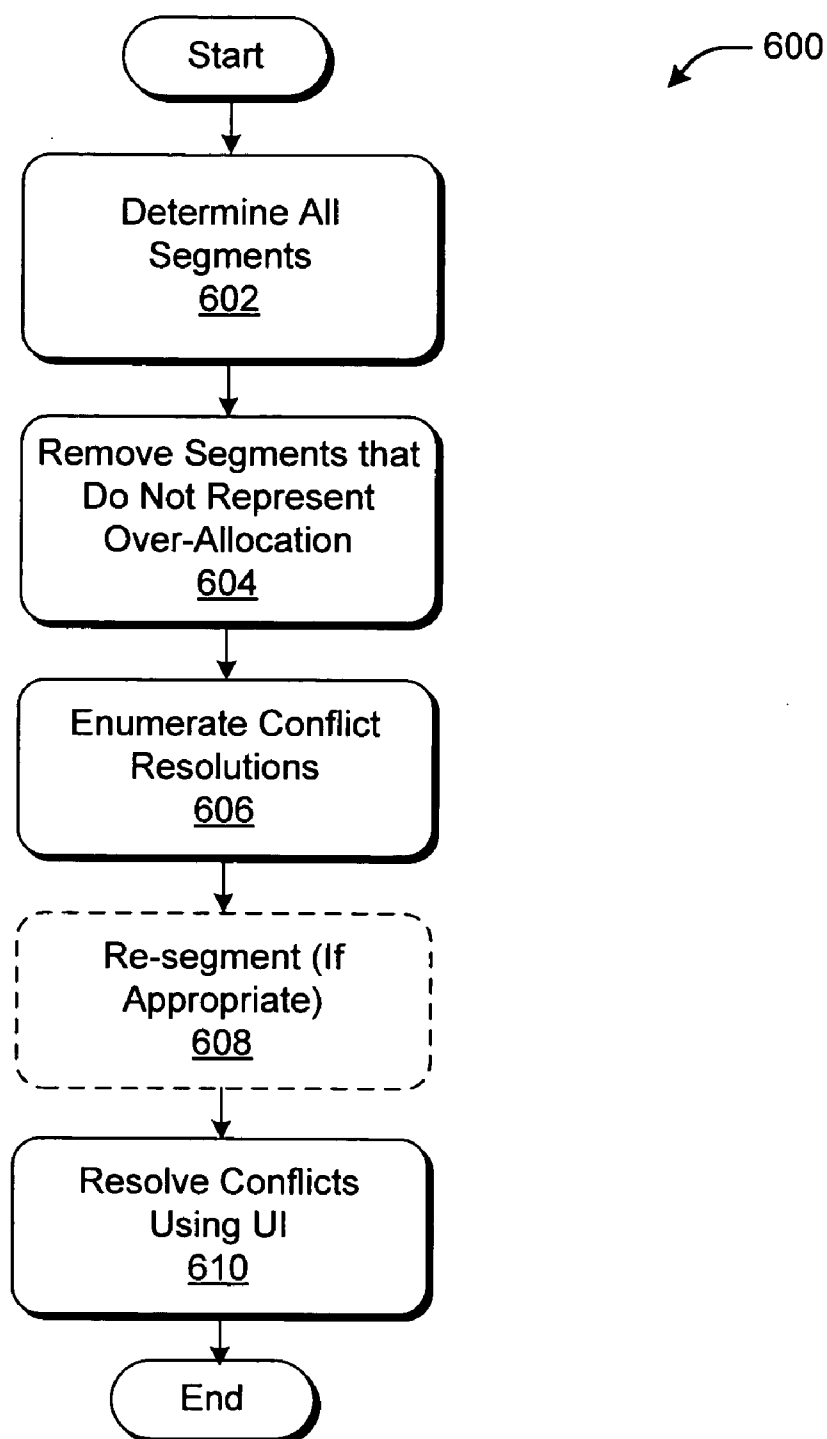 Start
600
Determine All
Segments
602
Remove Segments that
Do Not Represent
Over-Allocation
604
Enumerate Conflict
Resolutions
606
Re-segment (If
Appropriate)
608
Resolve Conflicts
Using UI
610
End